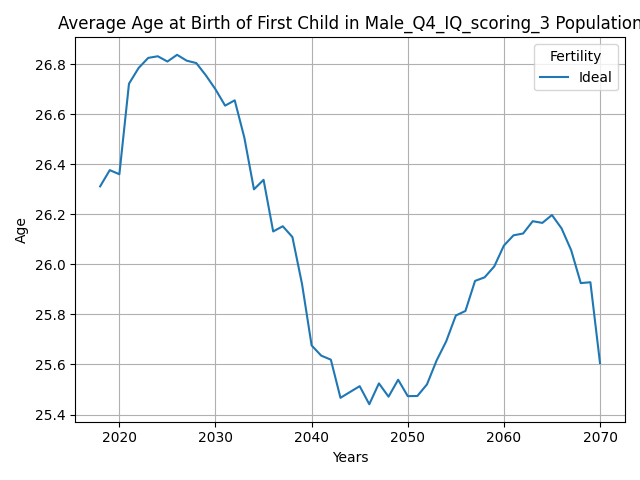 Average Age at Birth of First Child in Male_Q4_IQ_scoring_3 Population
Fertility
Ideal
26.8
26.6
26.4
26.2
26.0
25.8
25.6
25.4
Age
2020 2030 2040 2050 2060 2070
Years